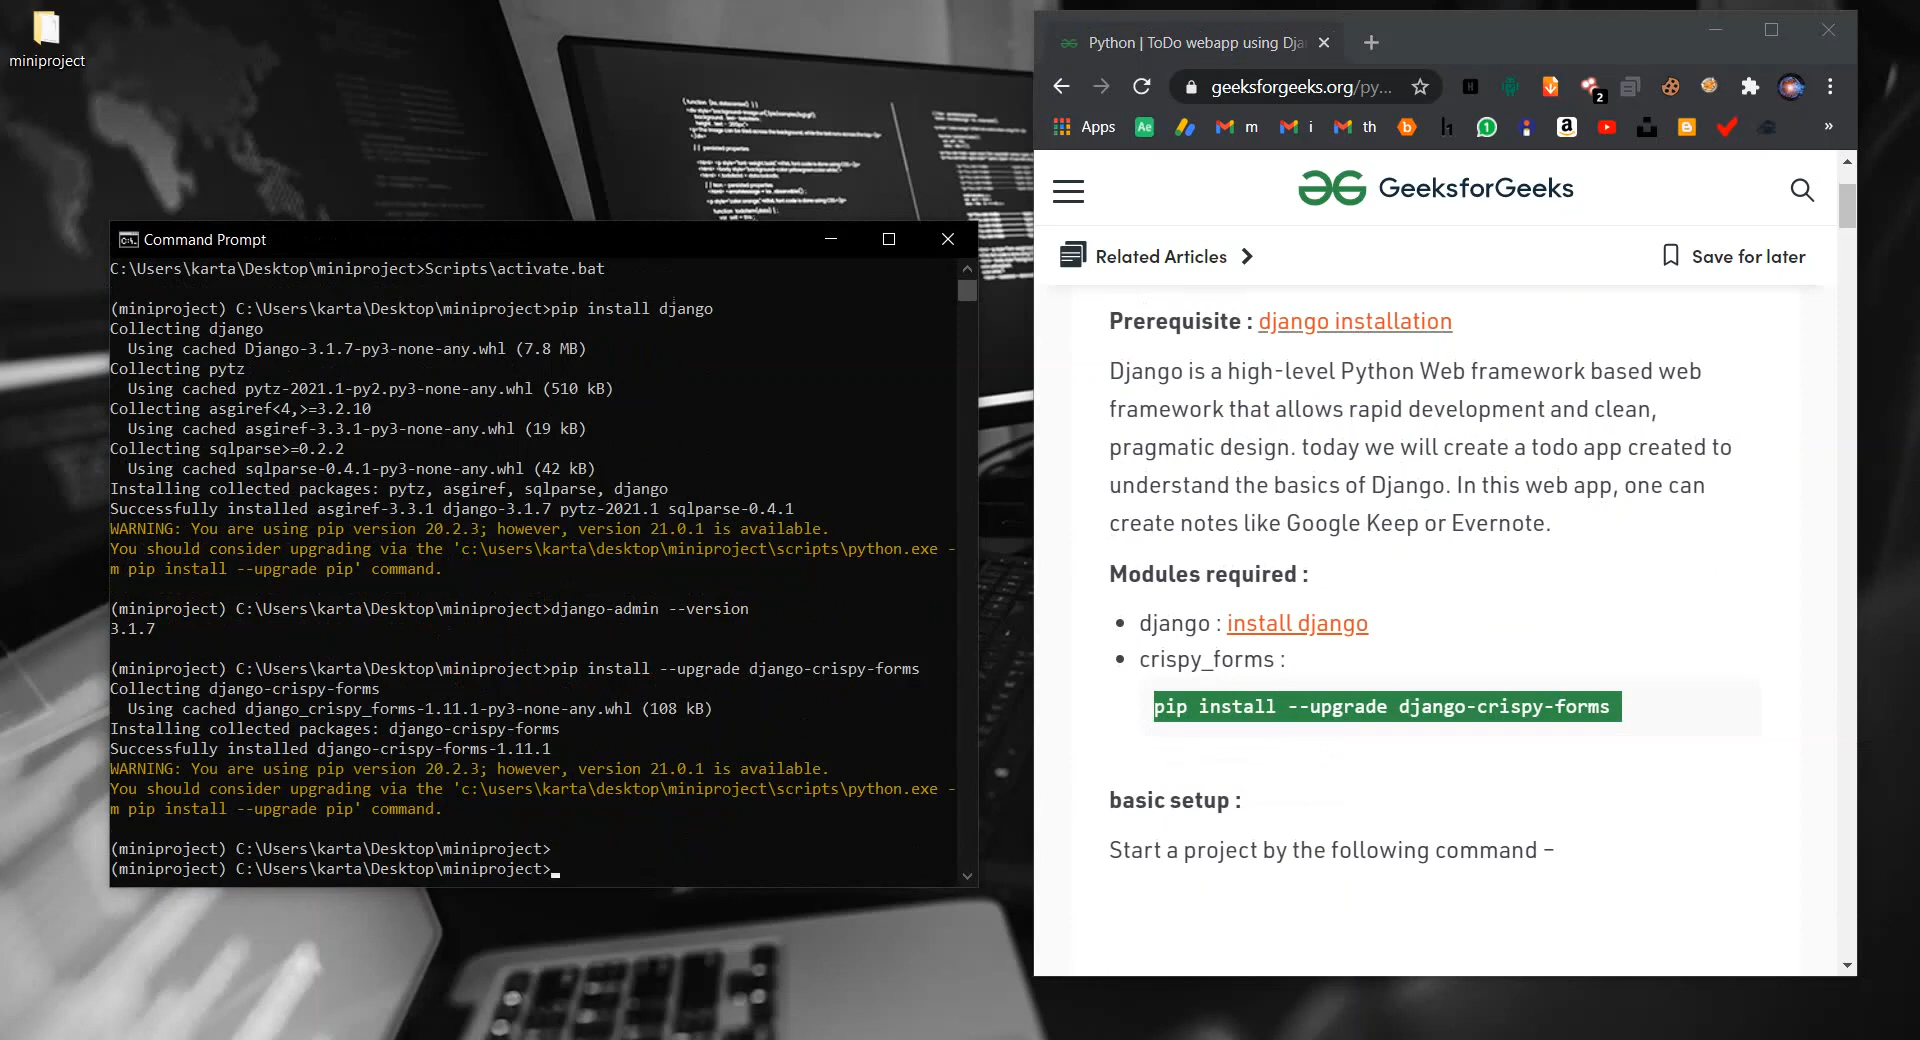 miniproject
Command Prompt
C:\Users\karta\Desktop\miniproject>Scripts\activate.bat
(miniproject) C:\Users\karta\Desktop\miniproject>pip install django
Collecting django
  Using cached Django-3.1.7-py3-none-any.whl (7.8 MB)
Collecting pytz
  Using cached pytz-2021.1-py2.py3-none-any.whl (510 kB)
Collecting asgiref<4,>=3.2.10
  Using cached asgiref-3.3.1-py3-none-any.whl (19 kB)
Collecting sqlparse>=0.2.2
  Using cached sqlparse-0.4.1-py3-none-any.whl (42 kB)
Installing collected packages: pytz, asgiref, sqlparse, django
Successfully installed asgiref-3.3.1 django-3.1.7 pytz-2021.1 sqlparse-0.4.1
WARNING: You are using pip version 20.2.3; however, version 21.0.1 is available.
You should consider upgrading via the 'c:\users\karta\desktop\miniproject\scripts\python.exe -
m pip install --upgrade pip' command.
(miniproject) C:\Users\karta\Desktop\miniproject>django-admin --version
3.1.7
(miniproject) C:\Users\karta\Desktop\miniproject>pip install --upgrade django-crispy-forms
Collecting django-crispy-forms
  Using cached django_crispy_forms-1.11.1-py3-none-any.whl (108 kB)
Installing collected packages: django-crispy-forms
Successfully installed django-crispy-forms-1.11.1
WARNING: You are using pip version 20.2.3; however, version 21.0.1 is available.
You should consider upgrading via the 'c:\users\karta\desktop\miniproject\scripts\python.exe -
m pip install --upgrade pip' command.
(miniproject) C:\Users\karta\Desktop\miniproject>
(miniproject) C:\Users\karta\Desktop\miniproject>
Python | ToDo webapp using Dja
geeksforgeeks.org/py...
2
Apps Ae m i th
GeeksforGeeks
Related Articles
Save for later
Prerequisite : django installation
Django is a high-level Python Web framework based web
framework that allows rapid development and clean,
pragmatic design. today we will create a todo app created to
understand the basics of Django. In this web app, one can
create notes like Google Keep or Evernote.
Modules required :
django : install django
crispy_forms :
pip install --upgrade django-crispy-forms
basic setup :
Start a project by the following command –